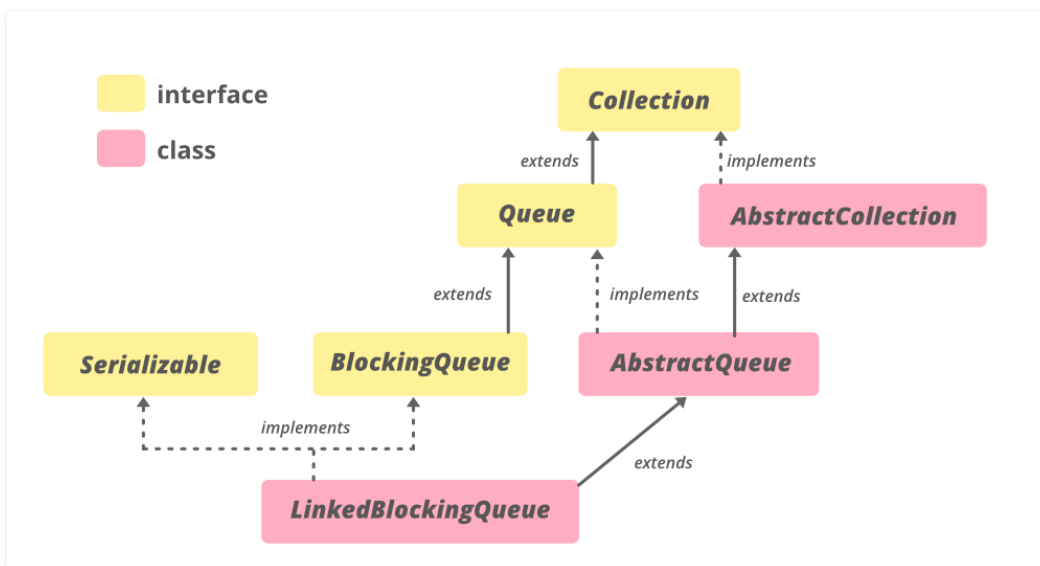 interface
class
Collection
extends
implements
Queue
AbstractCollection
extends
implements
extends
Serializable
BlockingQueue
AbstractQueue
implements
extends
LinkedBlockingQueue